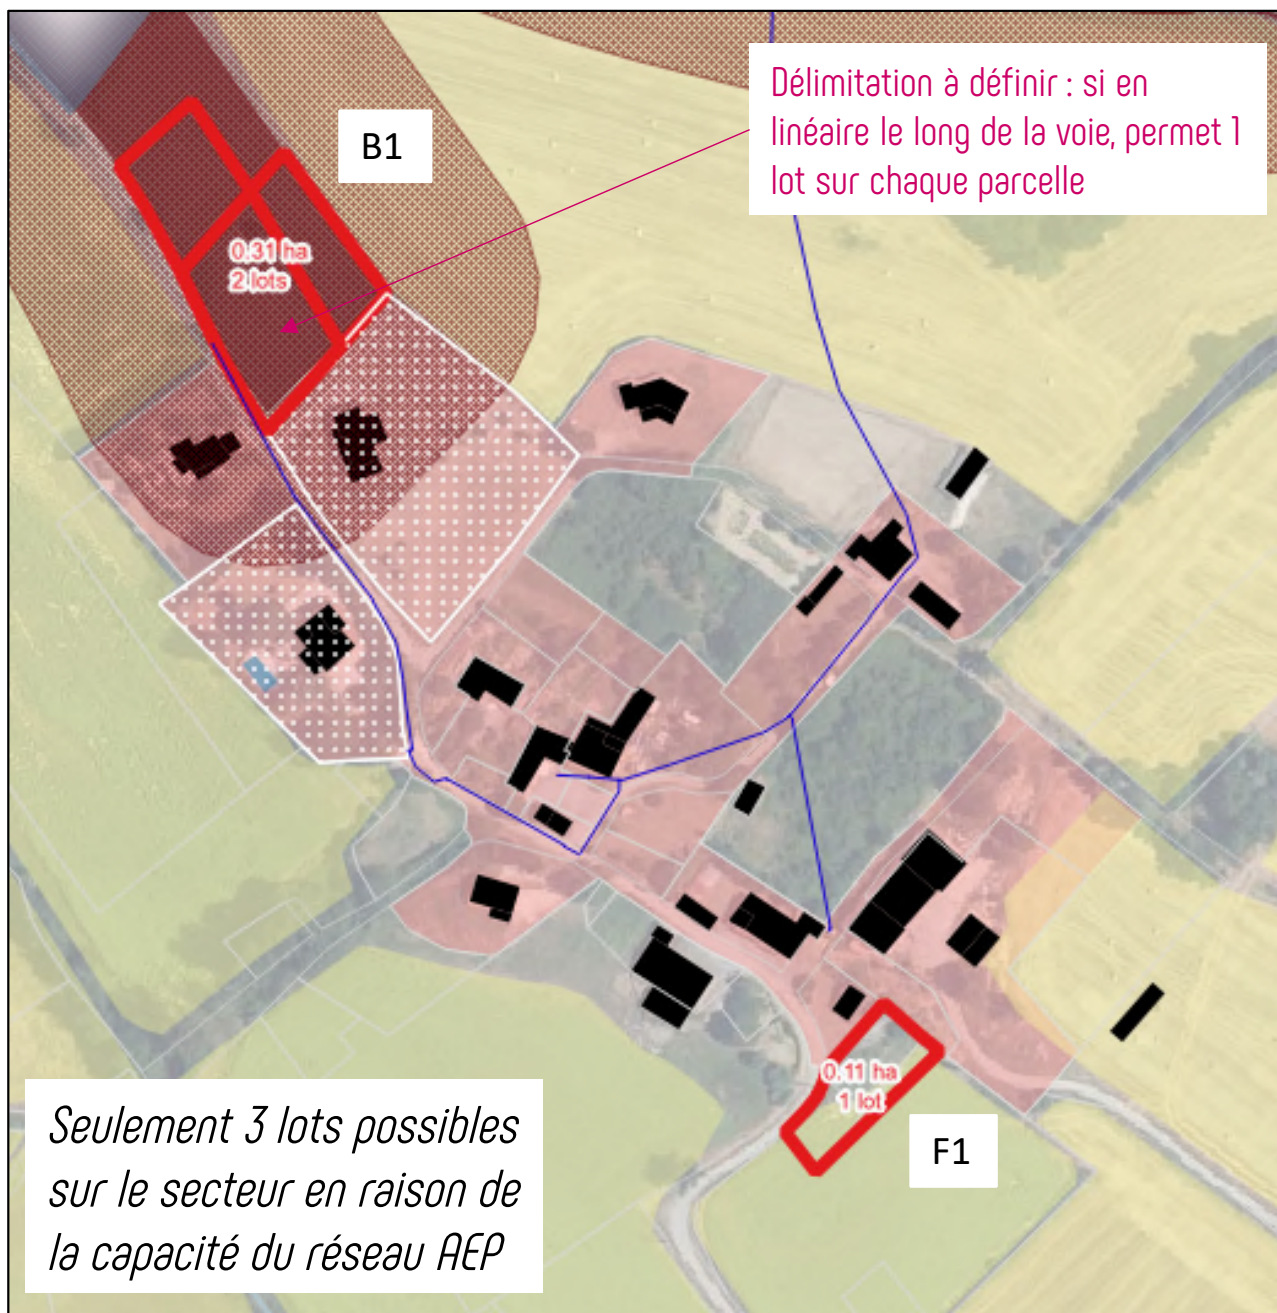 Délimitation à définir : si en
linéaire le long de la voie, permet 1
lot sur chaque parcelle
B1
0.31 ha
2 lots
0.11 ha
1 lot
F1
Seulement 3 lots possibles
sur le secteur en raison de
la capacité du réseau AEP